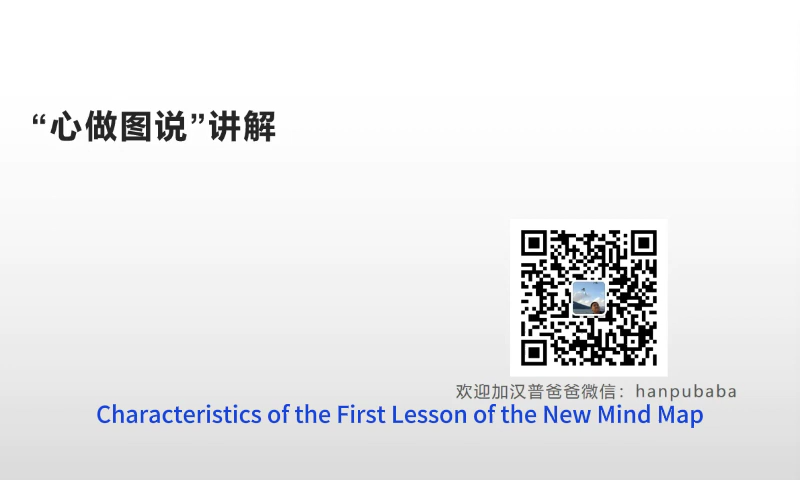 “心做图说”讲解
欢迎加汉普爸爸微信：hanpubaba
Characteristics of the First Lesson of the New Mind Map